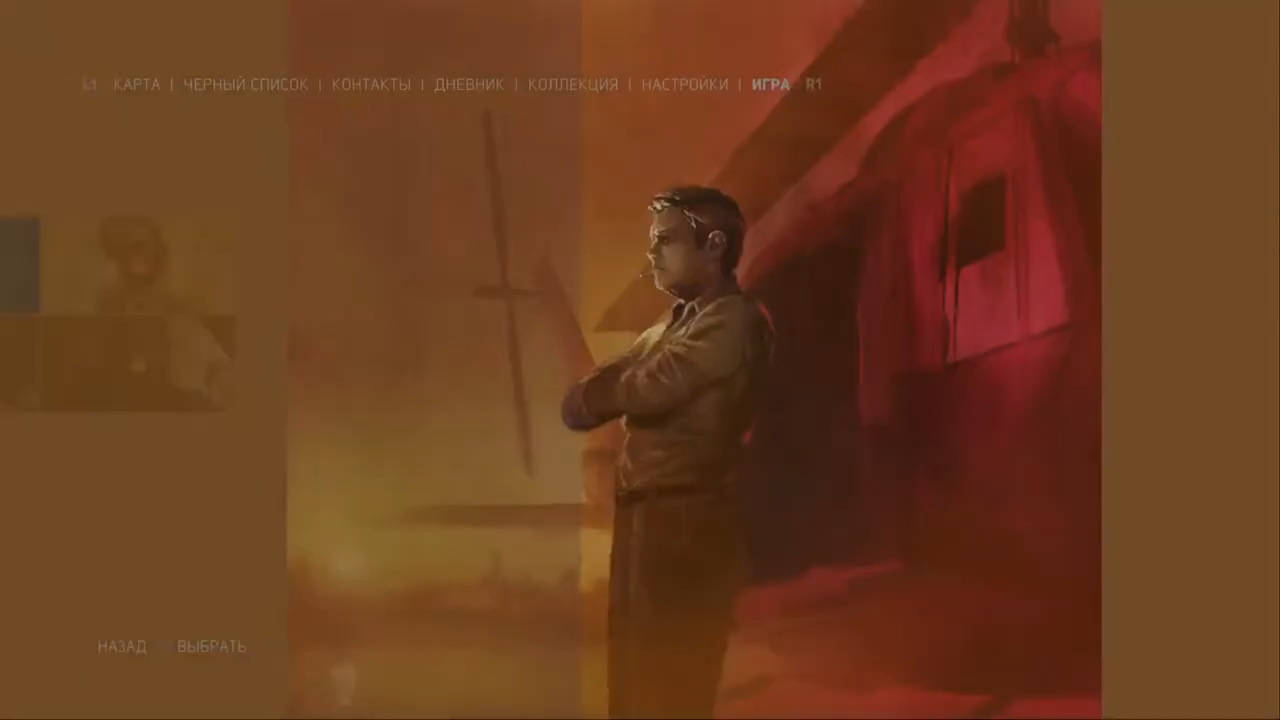 L1 КАРТА | ЧЕРНЫЙ СПИСОК | КОНТАКТЫ | ДНЕВНИК | КОЛЛЕКЦИЯ | НАСТРОЙКИ | ИГРА R1
НАЗАД ВЫБРАТЬ